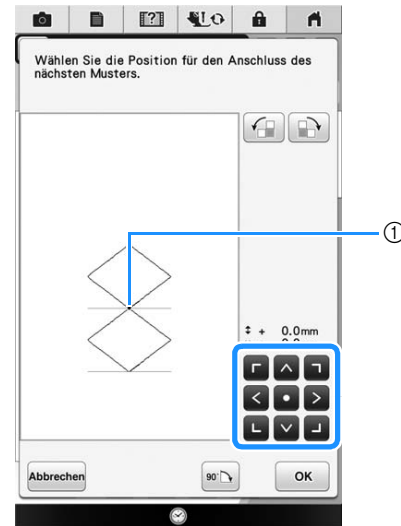 Wählen Sie die Position für den Anschluss des
nächsten Musters.
①
+ 0.0mm
Abbrechen
90°
OK